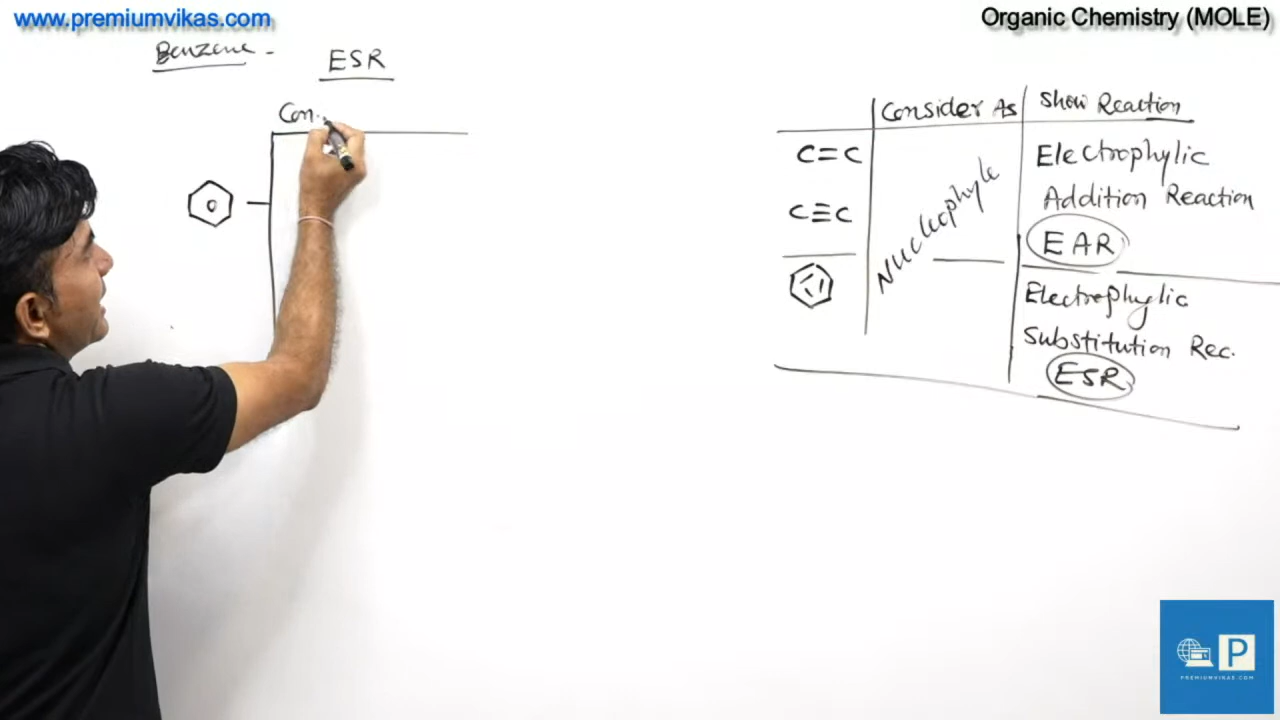 www.premiumvikas.com
Organic Chemistry (MOLE)
Benzene -
ESR
Con.
Consider As
Show Reaction
C=C
C≡C
Nucleophyle
Electrophylic
Addition Reaction
EAR
Electrophylic
Substitution Rec.
ESR
P
PREMIUMVIKAS.COM